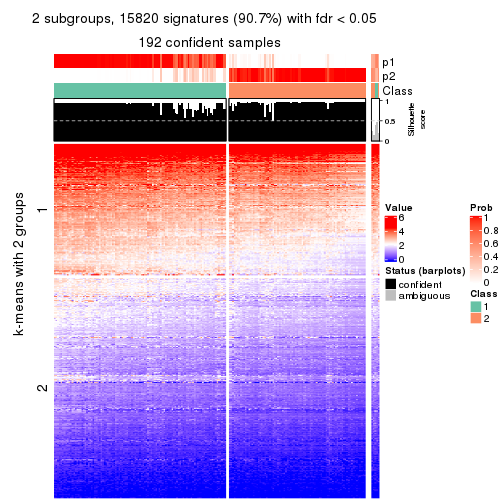 2 subgroups, 15820 signatures (90.7%) with fdr < 0.05
192 confident samples
p1
p2
Class
1
0.5
0
Silhouette
score
k-means with 2 groups
1
2
Value
6
4
2
0
Status (barplots)
confident
ambiguous
Prob
1
0.8
0.6
0.4
0.2
0
Class
1
2